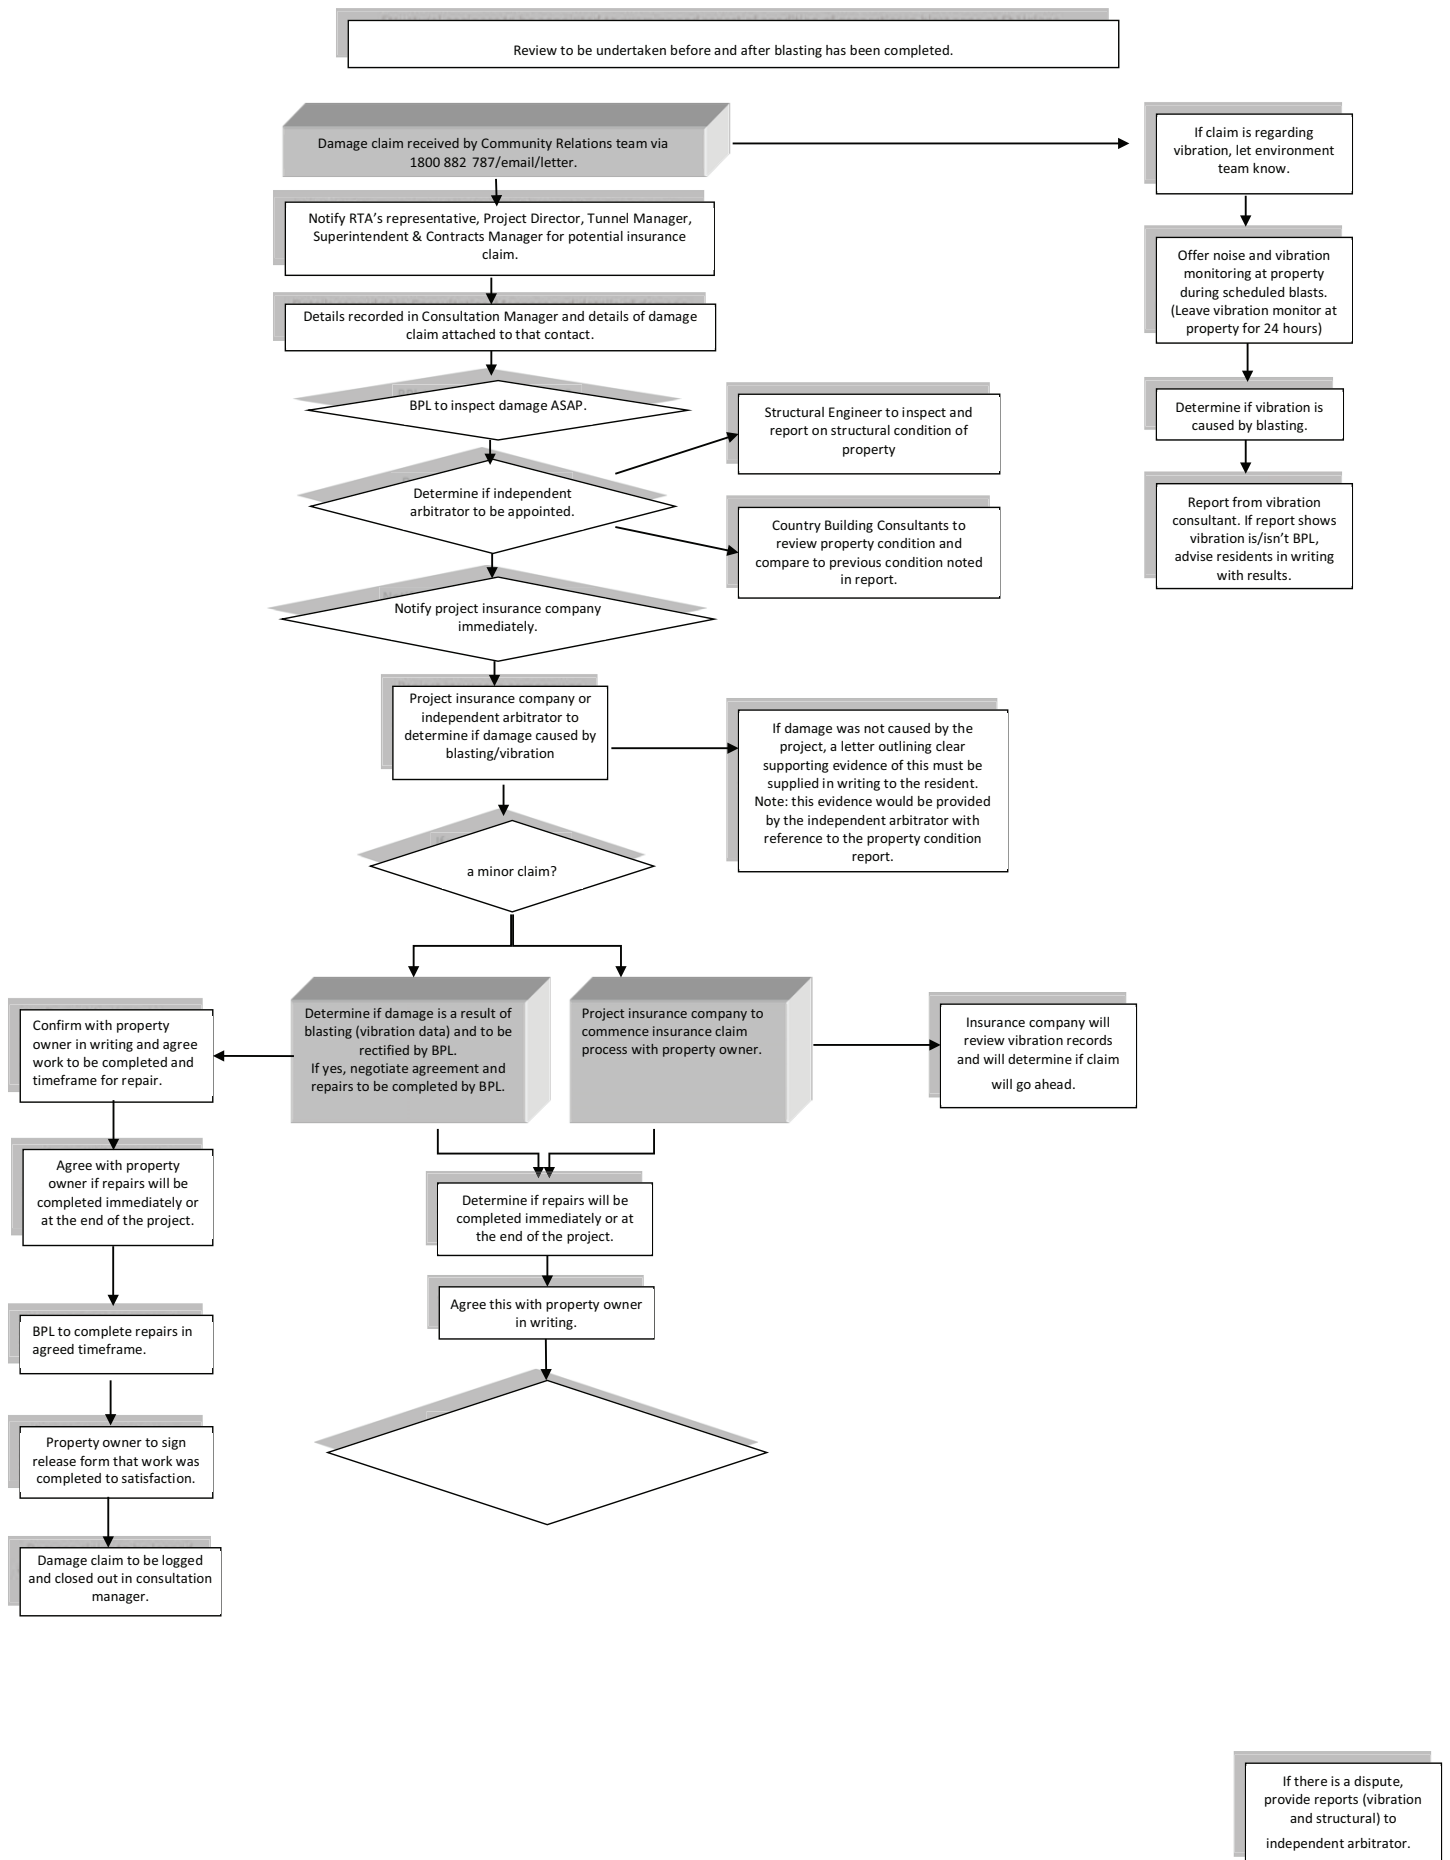 Review to be undertaken before and after blasting has been completed.
Damage claim received by Community Relations team via
1800 882 787/email/letter.
If claim is regarding
vibration, let environment
team know.
Notify RTA’s representative, Project Director, Tunnel Manager,
Superintendent & Contracts Manager for potential insurance
claim.
Offer noise and vibration
monitoring at property
during scheduled blasts.
(Leave vibration monitor at
property for 24 hours)
Details recorded in Consultation Manager and details of damage
claim attached to that contact.
BPL to inspect damage ASAP.
Structural Engineer to inspect and
report on structural condition of
property
Determine if vibration is
caused by blasting.
Determine if independent
arbitrator to be appointed.
Country Building Consultants to
review property condition and
compare to previous condition noted
in report.
Report from vibration
consultant. If report shows
vibration is/isn’t BPL,
advise residents in writing
with results.
Notify project insurance company
immediately.
Project insurance company or
independent arbitrator to
determine if damage caused by
blasting/vibration
If damage was not caused by the
project, a letter outlining clear
supporting evidence of this must be
supplied in writing to the resident.
Note: this evidence would be provided
by the independent arbitrator with
reference to the property condition
report.
a minor claim?
Determine if damage is a result of
blasting (vibration data) and to be
rectified by BPL.
If yes, negotiate agreement and
repairs to be completed by BPL.
Project insurance company to
commence insurance claim
process with property owner.
Confirm with property
owner in writing and agree
work to be completed and
timeframe for repair.
Insurance company will
review vibration records
and will determine if claim
will go ahead.
Agree with property
owner if repairs will be
completed immediately or
at the end of the project.
Determine if repairs will be
completed immediately or at
the end of the project.
Agree this with property owner
in writing.
BPL to complete repairs in
agreed timeframe.
Property owner to sign
release form that work was
completed to satisfaction.
Damage claim to be logged
and closed out in consultation
manager.
If there is a dispute,
provide reports (vibration
and structural) to
independent arbitrator.